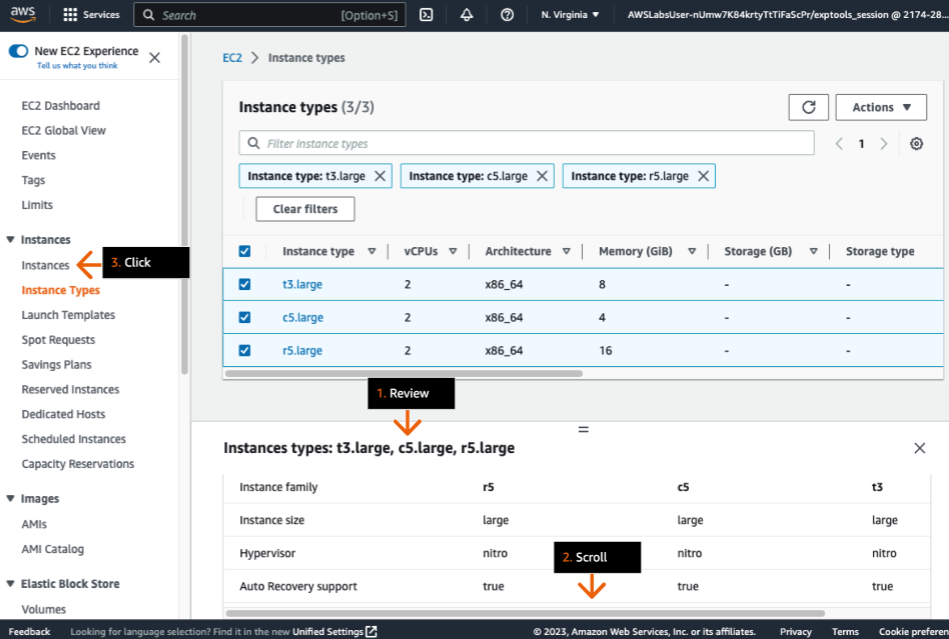 aws Services Search [Option+S] N. Virginia AWSLabsUser-nUmw7K84krtyTtTiFaScPr/exptools_session @ 2174-28...
New EC2 Experience
Tell us what you think
EC2 Dashboard
EC2 Global View
Events
Tags
Limits
Instances
Instances
3. Click
Instance Types
Launch Templates
Spot Requests
Savings Plans
Reserved Instances
Dedicated Hosts
Scheduled Instances
Capacity Reservations
Images
AMIs
AMI Catalog
Elastic Block Store
Volumes
EC2 > Instance types
Instance types (3/3)
Actions
Filter instance types
1
Instance type: t3.large Instance type: c5.large Instance type: r5.large
Clear filters
Instance type vCPUs Architecture Memory (GiB) Storage (GB) Storage type
t3.large 2 x86_64 8 - -
c5.large 2 x86_64 4 - -
r5.large 2 x86_64 16 - -
1. Review
Instances types: t3.large, c5.large, r5.large
Instance family r5 c5 t3
Instance size large large large
Hypervisor nitro nitro nitro
2. Scroll
Auto Recovery support true true true
Feedback Looking for language selection? Find it in the new Unified Settings © 2023, Amazon Web Services, Inc. or its affiliates. Privacy Terms Cookie preferen